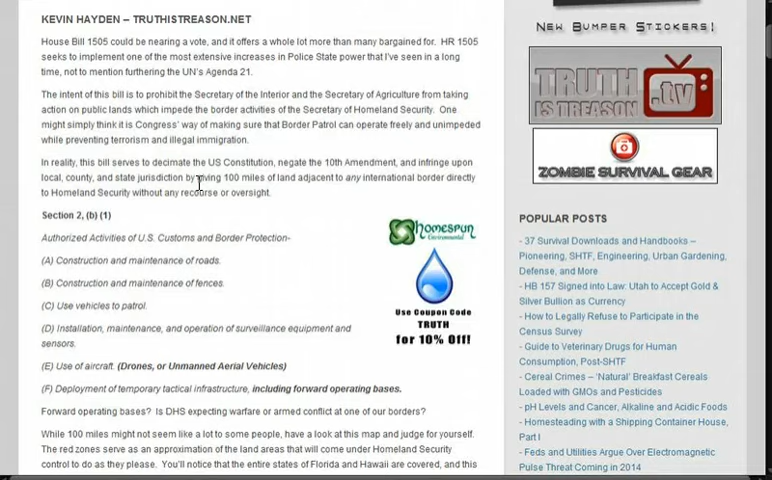 KEVIN HAYDEN – TRUTHISTREASON.NET
House Bill 1505 could be nearing a vote, and it offers a whole lot more than many bargained for. HR 1505
seeks to implement one of the most extensive increases in Police State power that I've seen in a long
time, not to mention furthering the UN's Agenda 21.
The intent of this bill is to prohibit the Secretary of the Interior and the Secretary of Agriculture from taking
action on public lands which impede the border activities of the Secretary of Homeland Security. One
might simply think it is Congress' way of making sure that Border Patrol can operate freely and unimpeded
while preventing terrorism and illegal immigration.
In reality, this bill serves to decimate the US Constitution, negate the 10th Amendment, and infringe upon
local, county, and state jurisdiction by giving 100 miles of land adjacent to any international border directly
to Homeland Security without any recourse or oversight.
Section 2, (b) (1)
Authorized Activities of U.S. Customs and Border Protection-
(A) Construction and maintenance of roads.
(B) Construction and maintenance of fences.
(C) Use vehicles to patrol.
(D) Installation, maintenance, and operation of surveillance equipment and
sensors.
(E) Use of aircraft. (Drones, or Unmanned Aerial Vehicles)
(F) Deployment of temporary tactical infrastructure, including forward operating bases.
Forward operating bases? Is DHS expecting warfare or armed conflict at one of our borders?
While 100 miles might not seem like a lot to some people, have a look at this map and judge for yourself.
The red zones serve as an approximation of the land areas that will come under Homeland Security
control to do as they please. You'll notice that the entire states of Florida and Hawaii are covered, and this
homespun
Environmental
Use Coupon Code
TRUTH
for 10% Off!
New Bumper Stickers!
TRUTH
IS TREASON
.tv
ZOMBIE SURVIVAL GEAR
POPULAR POSTS
- 37 Survival Downloads and Handbooks –
Pioneering, SHTF, Engineering, Urban Gardening,
Defense, and More
- HB 157 Signed into Law: Utah to Accept Gold &
Silver Bullion as Currency
- How to Legally Refuse to Participate in the
Census Survey
- Guide to Veterinary Drugs for Human
Consumption, Post-SHTF
- Cereal Crimes – 'Natural' Breakfast Cereals
Loaded with GMOs and Pesticides
- pH Levels and Cancer, Alkaline and Acidic Foods
- Homesteading with a Shipping Container House,
Part I
- Feds and Utilities Argue Over Electromagnetic
Pulse Threat Coming in 2014